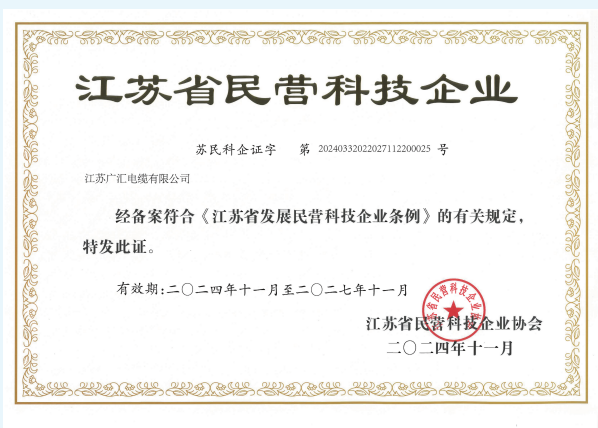 江苏省民营科技企业
苏民科企证字 第 20240332022027112200025 号
江苏广汇电缆有限公司
经备案符合《江苏省发展民营科技企业条例》的有关规定，
特发此证。
有效期：二〇二四年十一月至二〇二七年十一月
江苏省民营科技企业协会
二〇二四年十一月